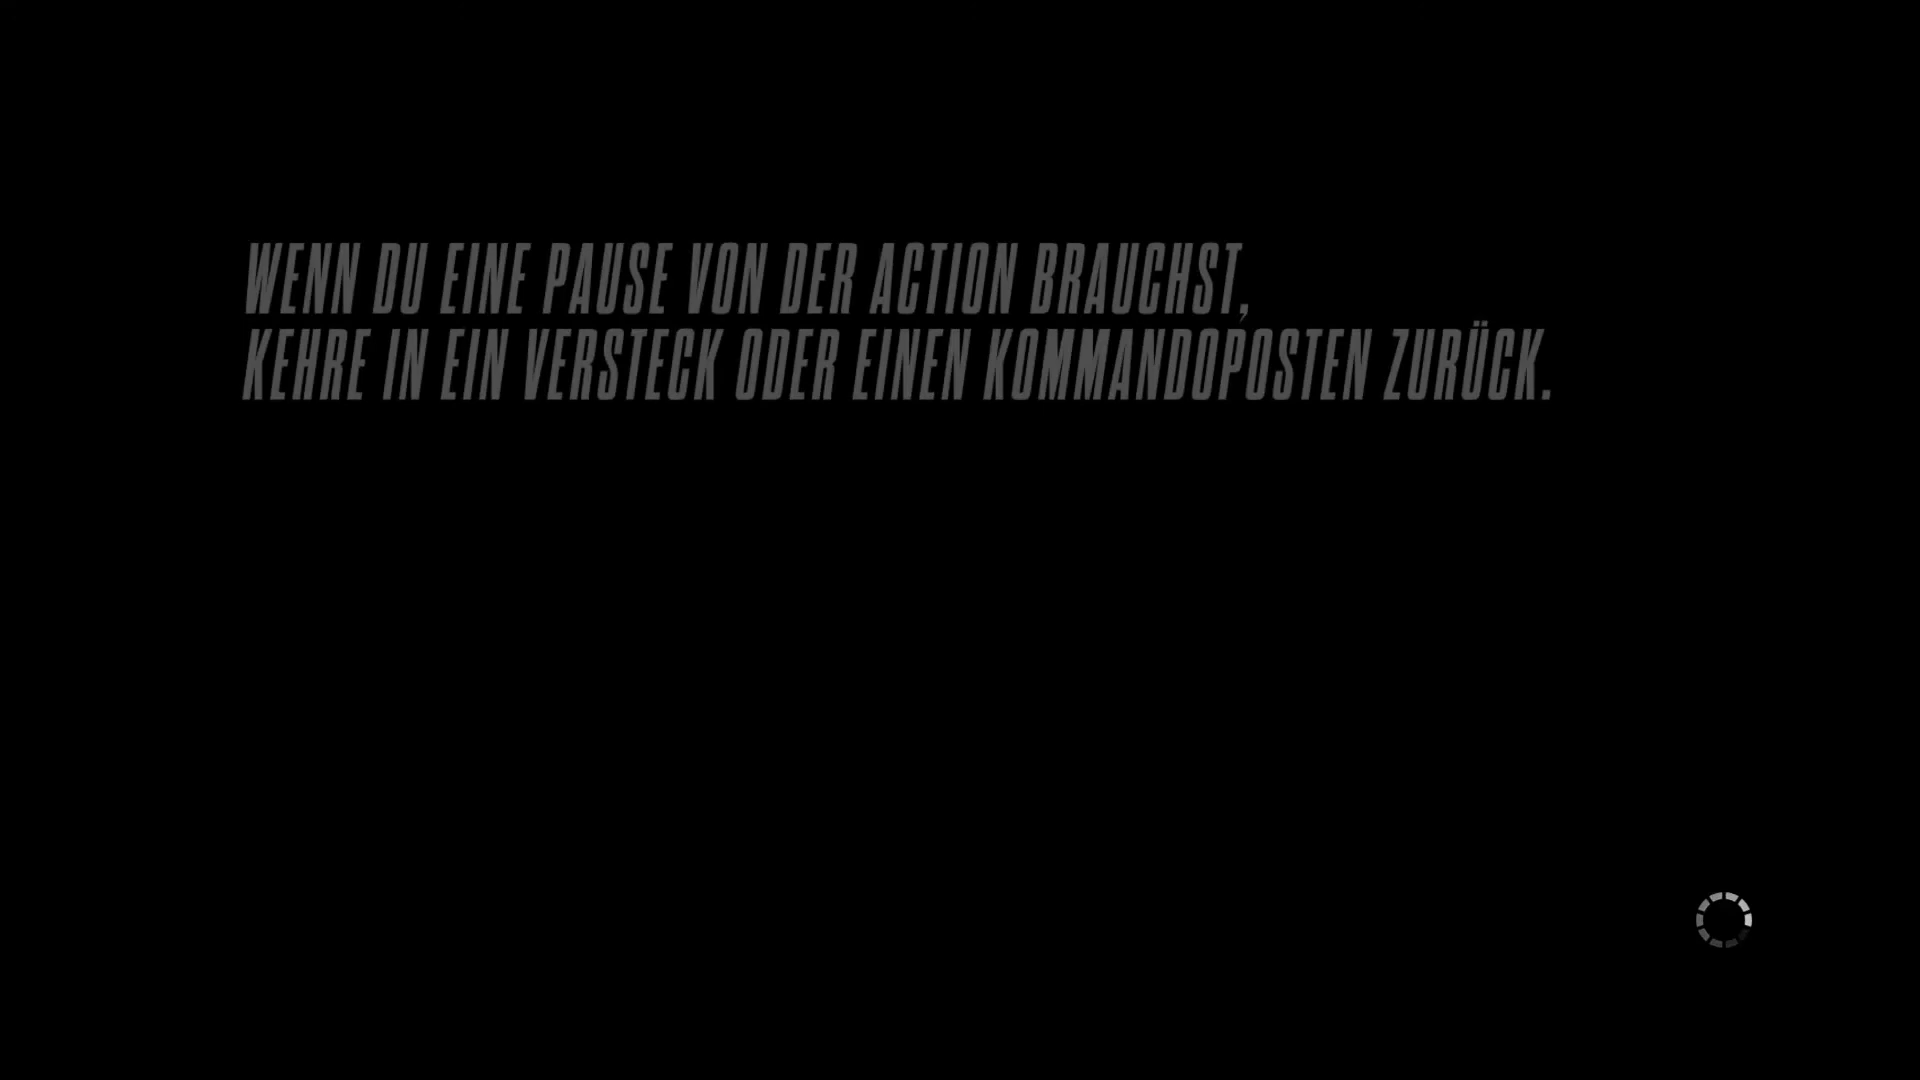 WENN DU EINE PAUSE VON DER ACTION BRAUCHST,
KEHRE IN EIN VERSTECK ODER EINEN KOMMANDOPOSTEN ZURÜCK.